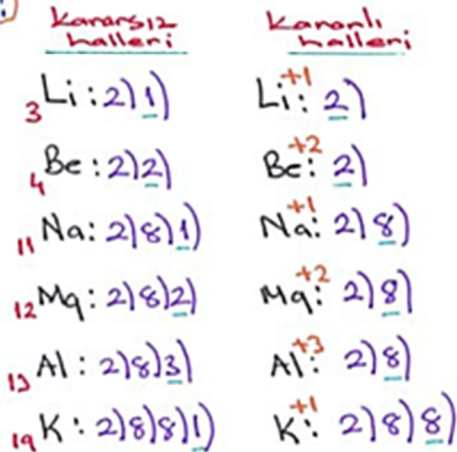 Kararsız Kararlı
halleri halleri
₃Li : 2)1) Li⁺¹: 2)
₄Be : 2)2) Be⁺²: 2)
₁₁Na: 2)8)1) Na⁺¹: 2)8)
₁₂Mg: 2)8)2) Mg⁺²: 2)8)
₁₃Al : 2)8)3) Al⁺³: 2)8)
₁₉K : 2)8)8)1) K⁺¹: 2)8)8)